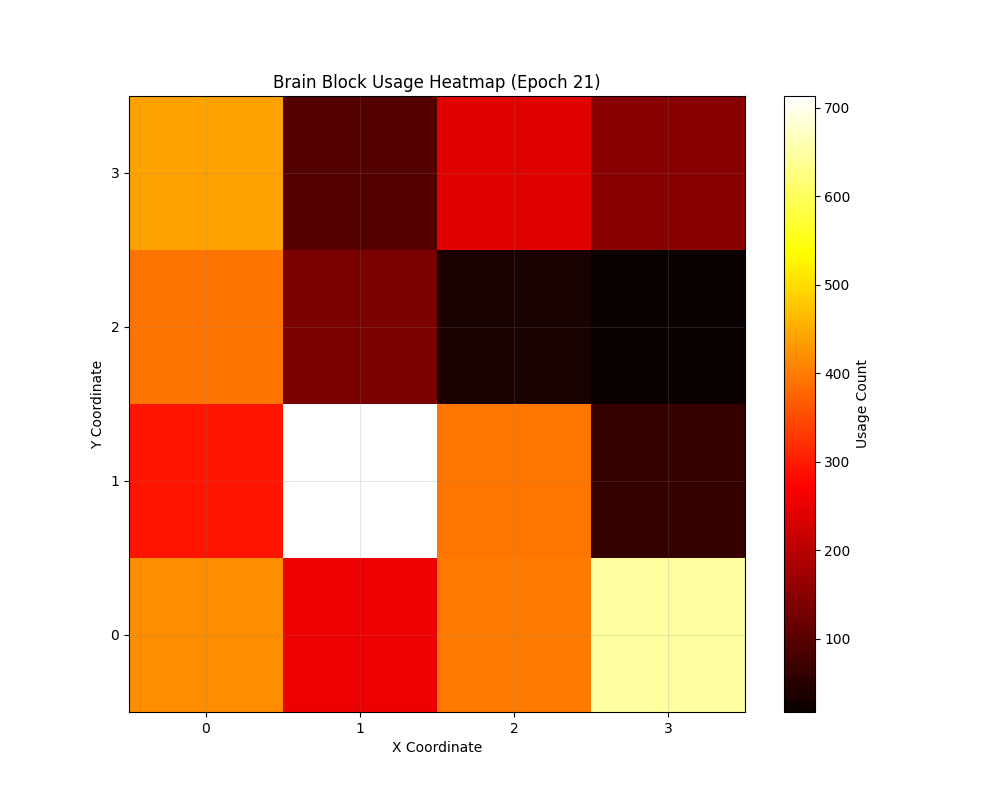 Brain Block Usage Heatmap (Epoch 21)
3
2
1
0
Y Coordinate
0 1 2 3
X Coordinate
700
600
500
400
300
200
100
Usage Count